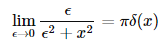 lim_{ϵ→0} ϵ/(ϵ² + x²) = πδ(x)